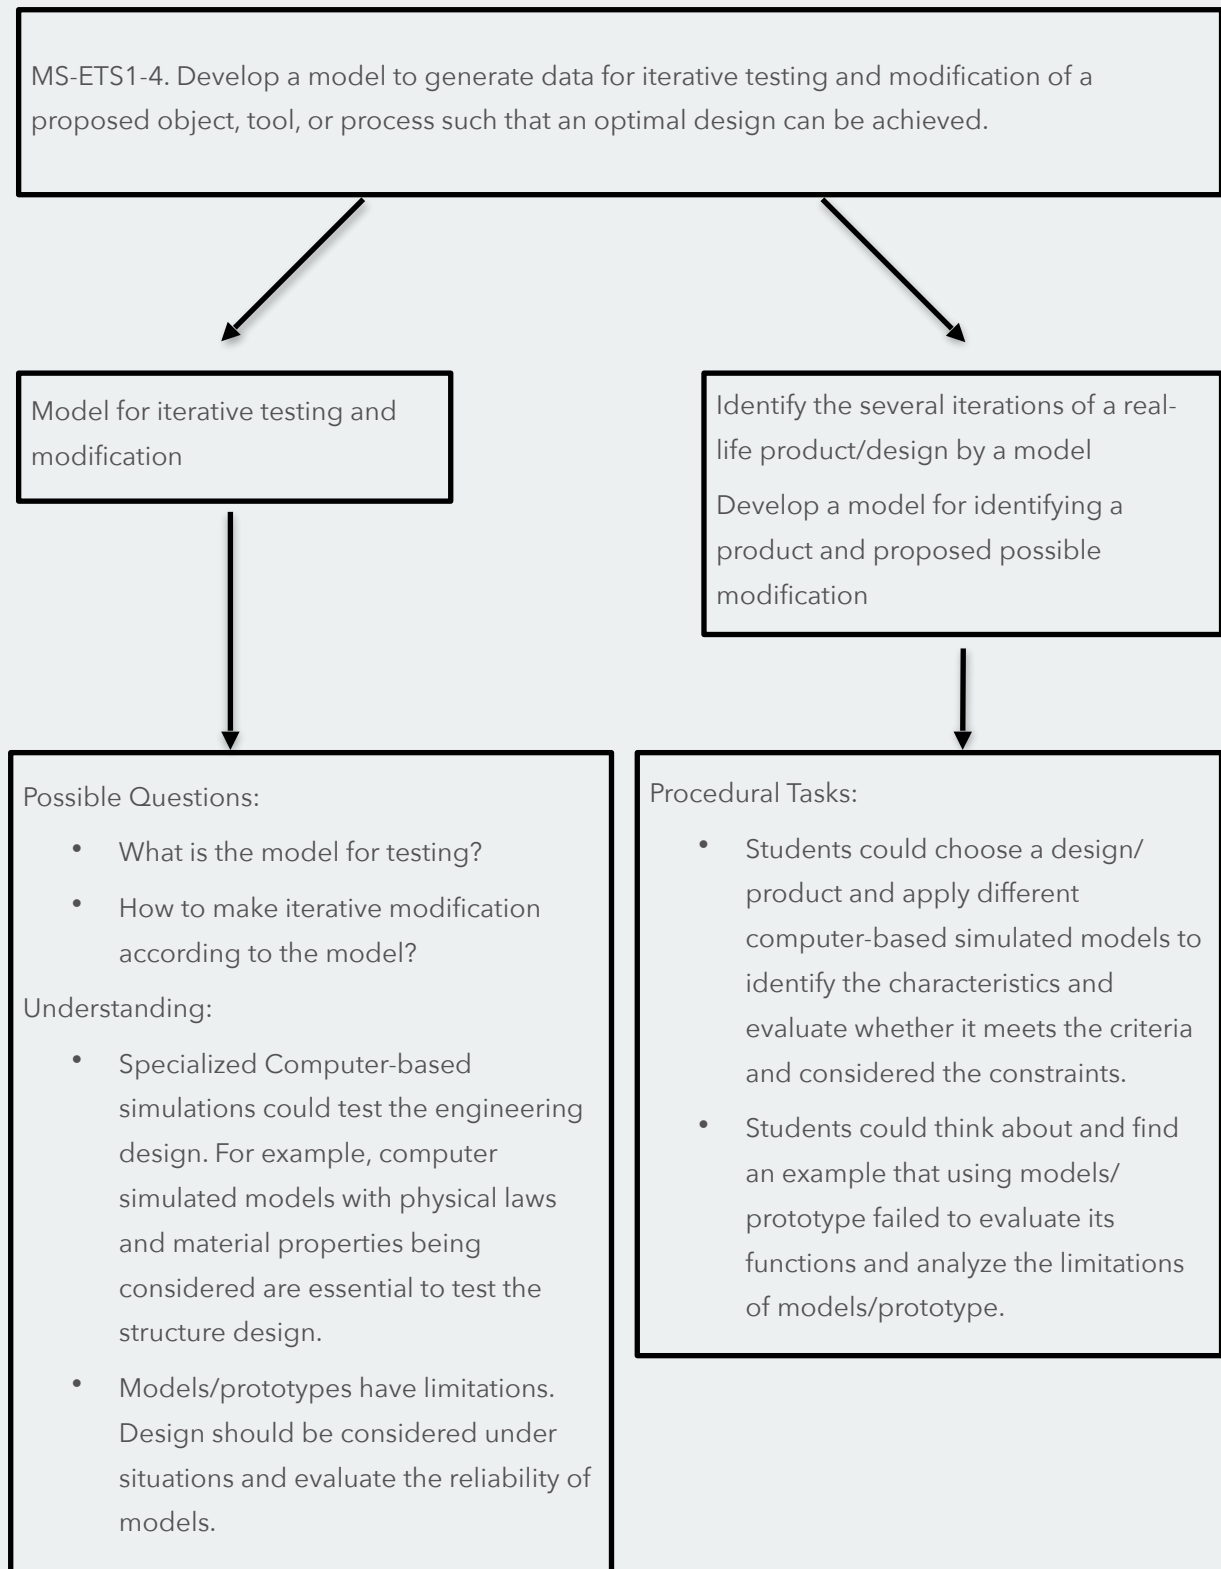 MS-ETS1-4. Develop a model to generate data for iterative testing and modification of a
proposed object, tool, or process such that an optimal design can be achieved.
Model for iterative testing and
modification
Identify the several iterations of a real-
life product/design by a model
Develop a model for identifying a
product and proposed possible
modification
Possible Questions:
• What is the model for testing?
• How to make iterative modification
according to the model?
Understanding:
• Specialized Computer-based
simulations could test the engineering
design. For example, computer
simulated models with physical laws
and material properties being
considered are essential to test the
structure design.
• Models/prototypes have limitations.
Design should be considered under
situations and evaluate the reliability of
models.
Procedural Tasks:
• Students could choose a design/
product and apply different
computer-based simulated models to
identify the characteristics and
evaluate whether it meets the criteria
and considered the constraints.
• Students could think about and find
an example that using models/
prototype failed to evaluate its
functions and analyze the limitations
of models/prototype.